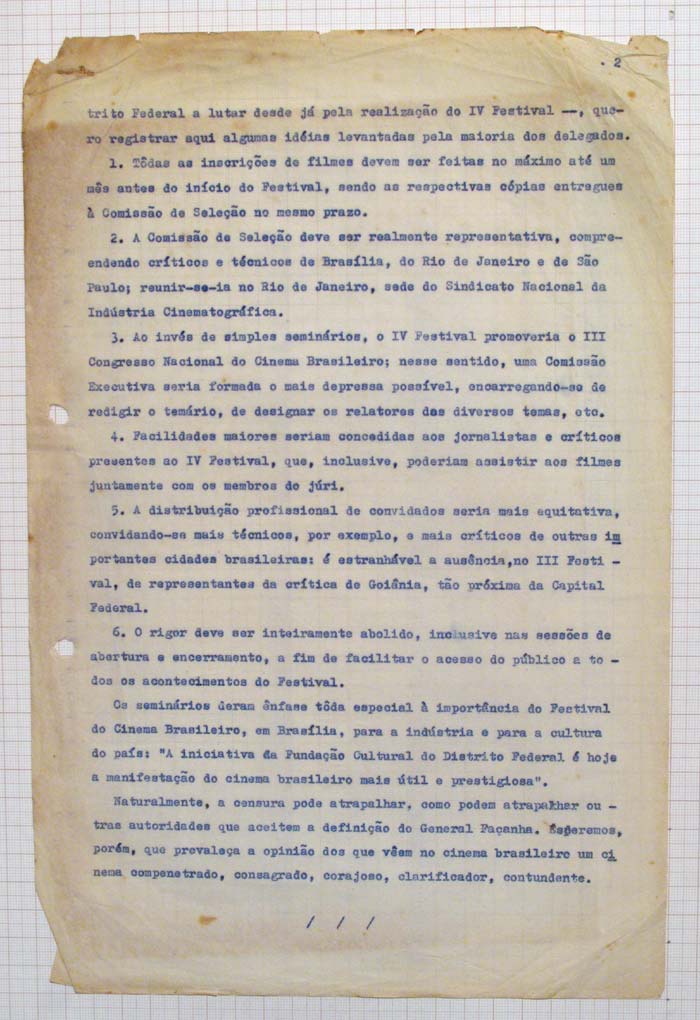 . 2
trito Federal a lutar desde já pela realização do IV Festival —, que-
ro registrar aqui algumas idéias levantadas pela maioria dos delegados.
1. Tôdas as inscrições de filmes devem ser feitas no máximo até um
mês antes do início do Festival, sendo as respectivas cópias entregues
à Comissão de Seleção no mesmo prazo.
2. A Comissão de Seleção deve ser realmente representativa, compre-
endendo críticos e técnicos de Brasília, do Rio de Janeiro e de São
Paulo; reunir-se-ia no Rio de Janeiro, sede do Sindicato Nacional da
Indústria Cinematográfica.
3. Ao invés de simples seminários, o IV Festival promoveria o III
Congresso Nacional do Cinema Brasileiro; nesse sentido, uma Comissão
Executiva seria formada o mais depressa possível, encarregando-se de
redigir o temário, de designar os relatores dos diversos temas, etc.
4. Facilidades maiores seriam concedidas aos jornalistas e críticos
presentes ao IV Festival, que, inclusive, poderiam assistir aos filmes
juntamente com os membros do júri.
5. A distribuição profissional de convidados seria mais equitativa,
convidando-se mais técnicos, por exemplo, e mais críticos de outras im
portantes cidades brasileiras: é estranhável a ausência,no III Festi -
val, de representantes da crítica de Goiânia, tão próxima da Capital
Federal.
6. O rigor deve ser inteiramente abolido, inclusive nas sessões de
abertura e encerramento, a fim de facilitar o acesso do público a to -
dos os acontecimentos do Festival.
Os seminários deram ênfase tôda especial à importância do Festival
do Cinema Brasileiro, em Brasília, para a indústria e para a cultura
do país: "A iniciativa da Fundação Cultural do Distrito Federal é hoje
a manifestação do cinema brasileiro mais útil e prestigiosa".
Naturalmente, a censura pode atrapalhar, como podem atrapalhar ou -
tras autoridades que aceitem a definição do General Façanha. Esperemos,
porém, que prevaleça a opinião dos que vêem no cinema brasileiro um ci
nema compenetrado, consagrado, corajoso, clarificador, contundente.
/ / /